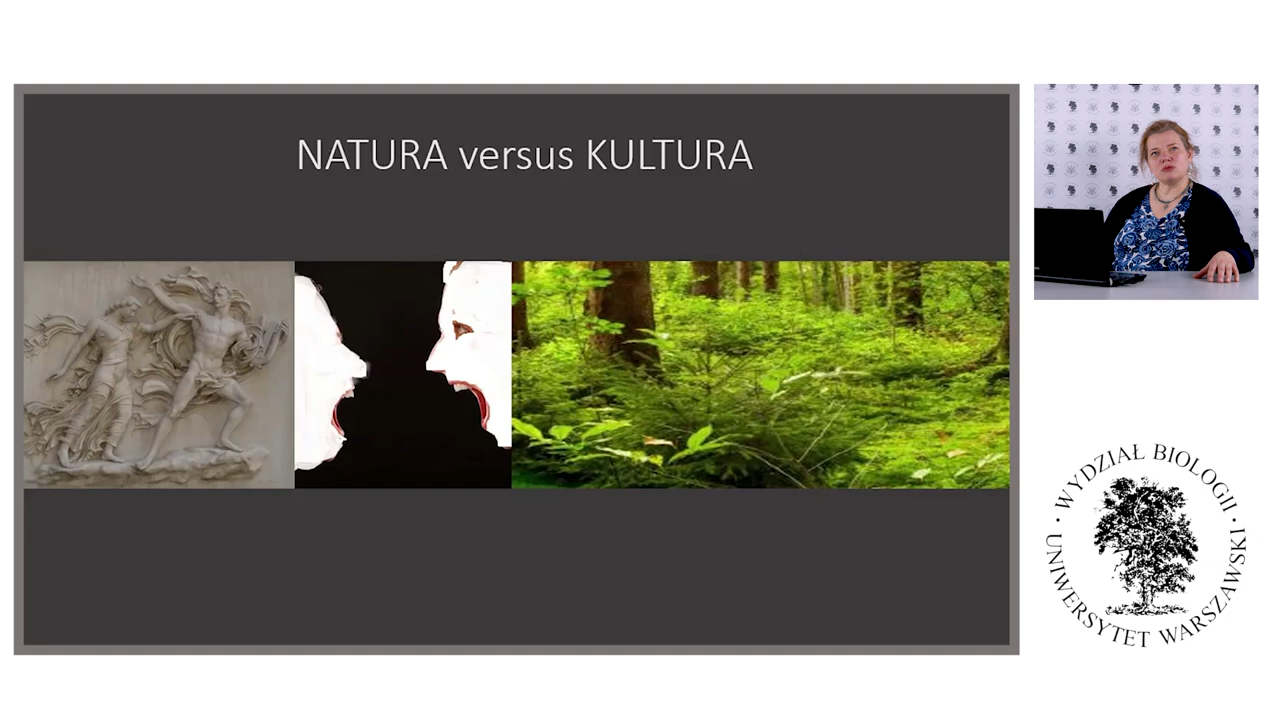 NATURA versus KULTURA
· WYDZIAŁ BIOLOGII ·
UNIWERSYTET WARSZAWSKI